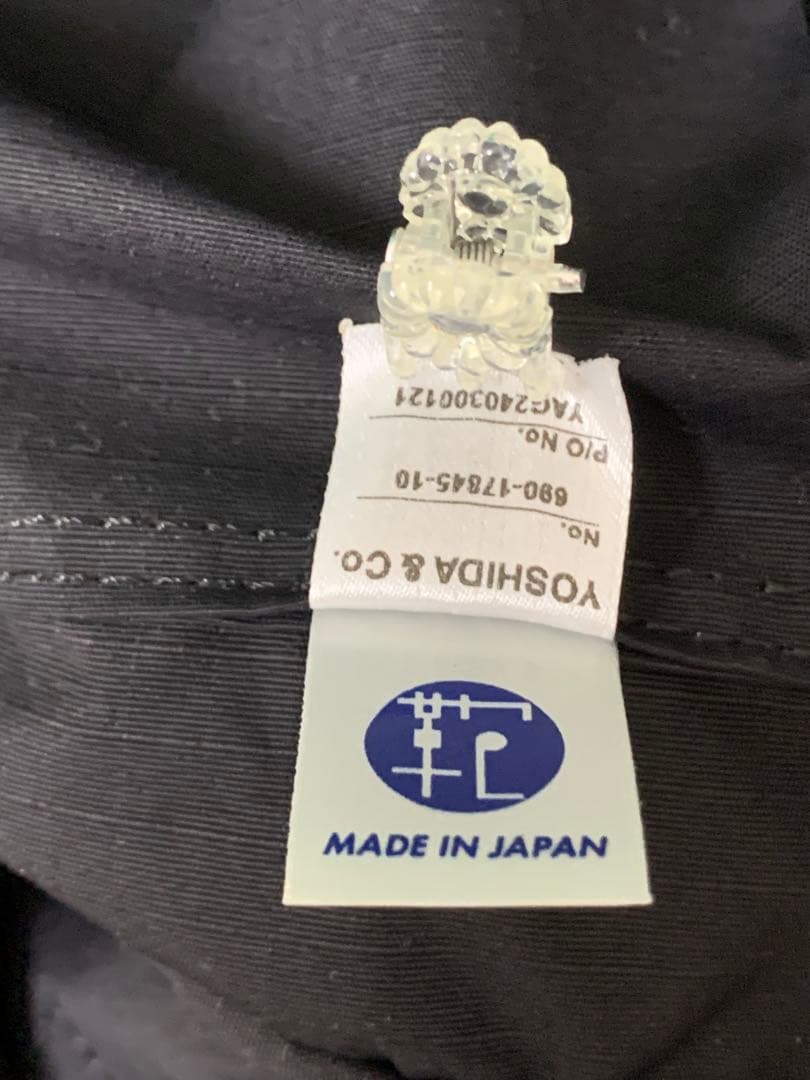 YOSHIDA & Co.
No.
690-17845-10
P/O No.
YAG240300121
MADE IN JAPAN